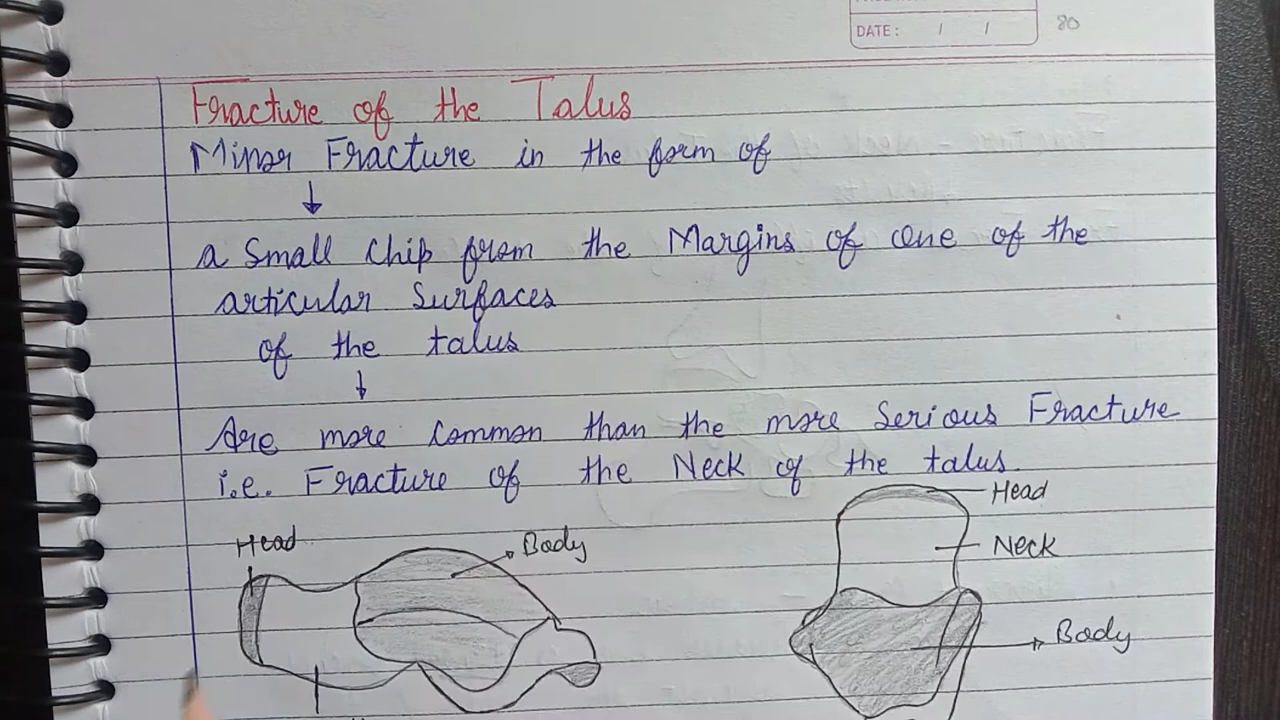 DATE: / /
80
Fracture of the Talus
Minor Fracture in the form of
↓
a Small Chip from the Margins of one of the
articular Surfaces
of the talus
↓
Are more Common than the more Serious Fracture
i.e. Fracture of the Neck of the talus
Head
Head
Body
Neck
Body